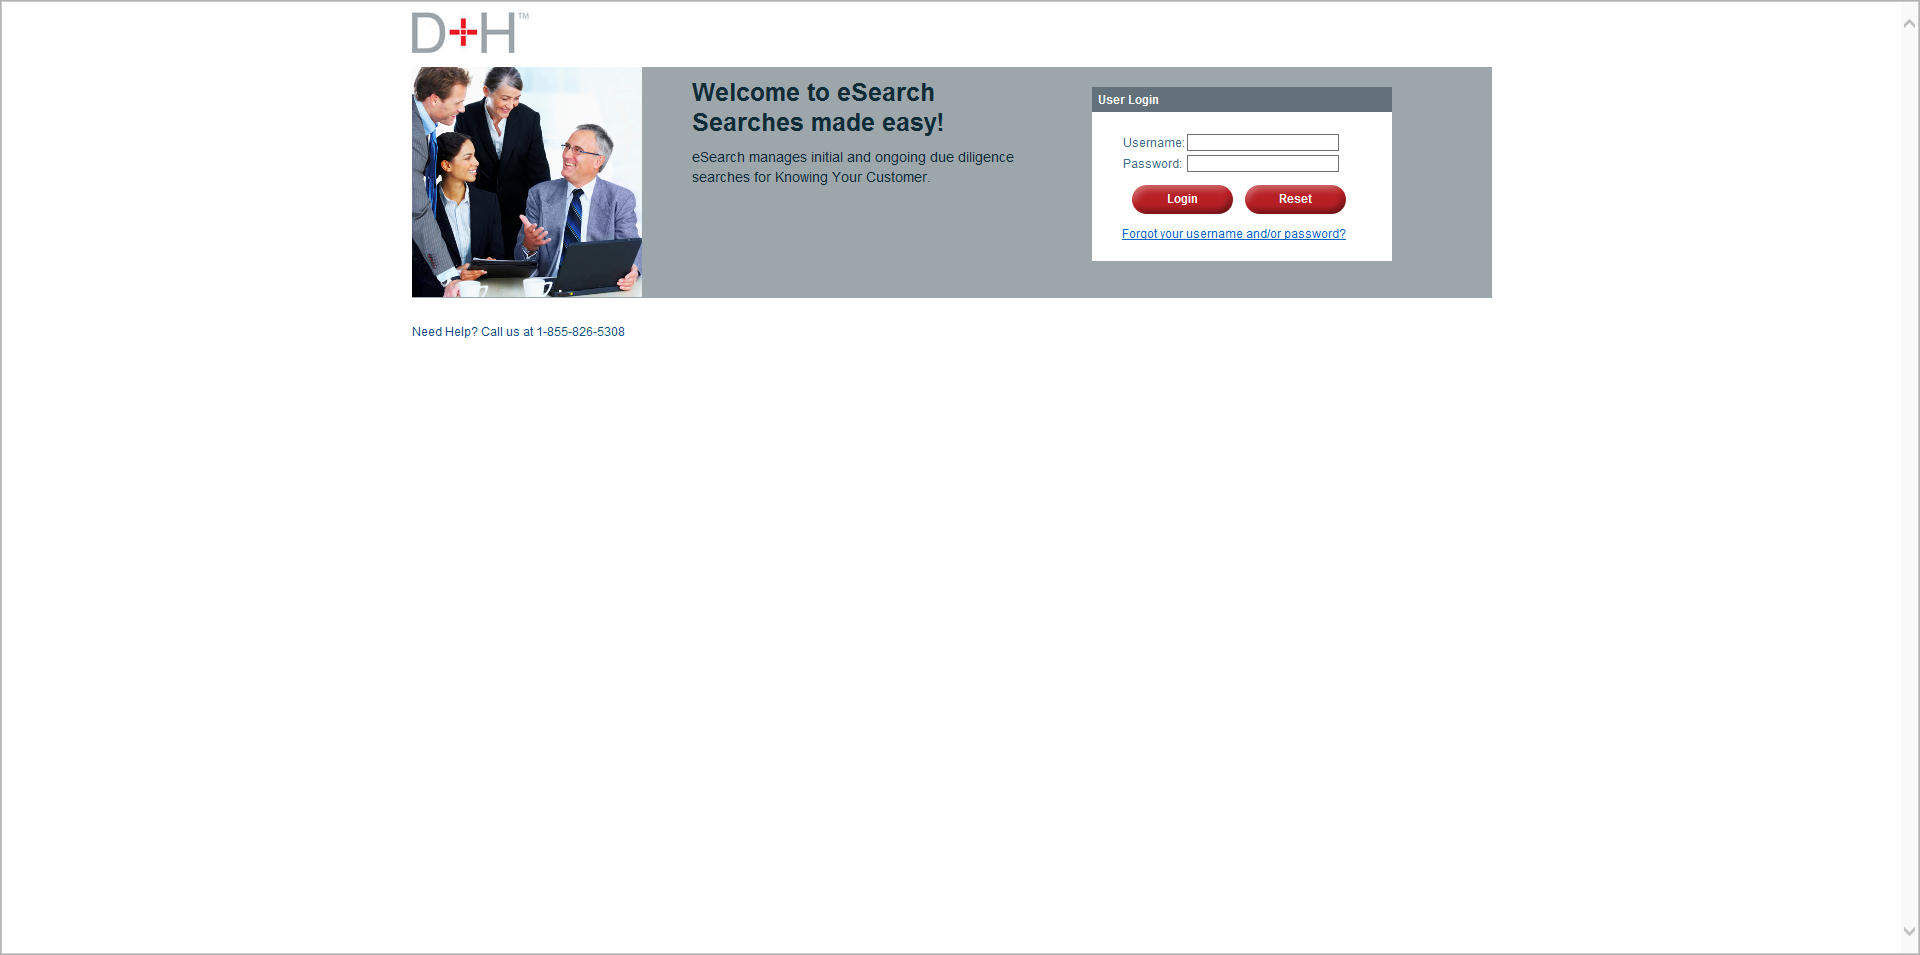 D+H™
Welcome to eSearch
Searches made easy!
eSearch manages initial and ongoing due diligence
searches for Knowing Your Customer.
User Login
Username:
Password:
Login Reset
Forgot your username and/or password?
Need Help? Call us at 1-855-826-5308